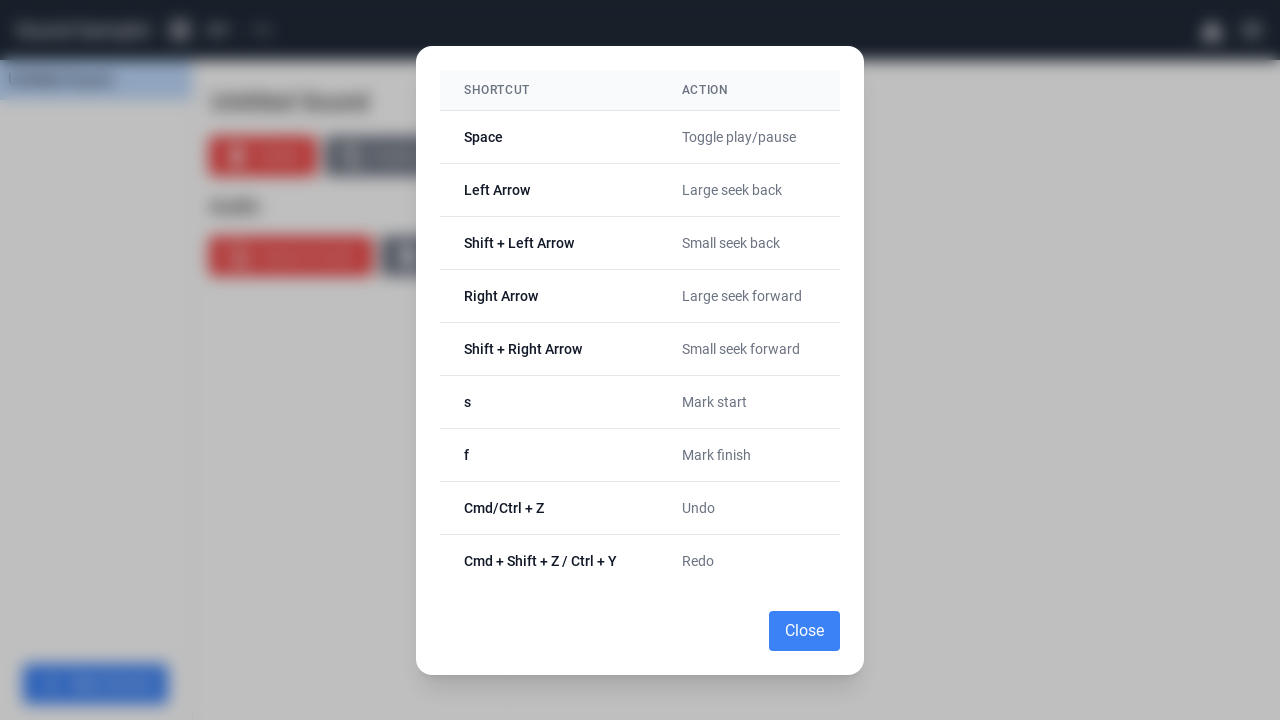 SHORTCUT ACTION
Space Toggle play/pause
Left Arrow Large seek back
Shift + Left Arrow Small seek back
Right Arrow Large seek forward
Shift + Right Arrow Small seek forward
s Mark start
f Mark finish
Cmd/Ctrl + Z Undo
Cmd + Shift + Z / Ctrl + Y Redo
Close